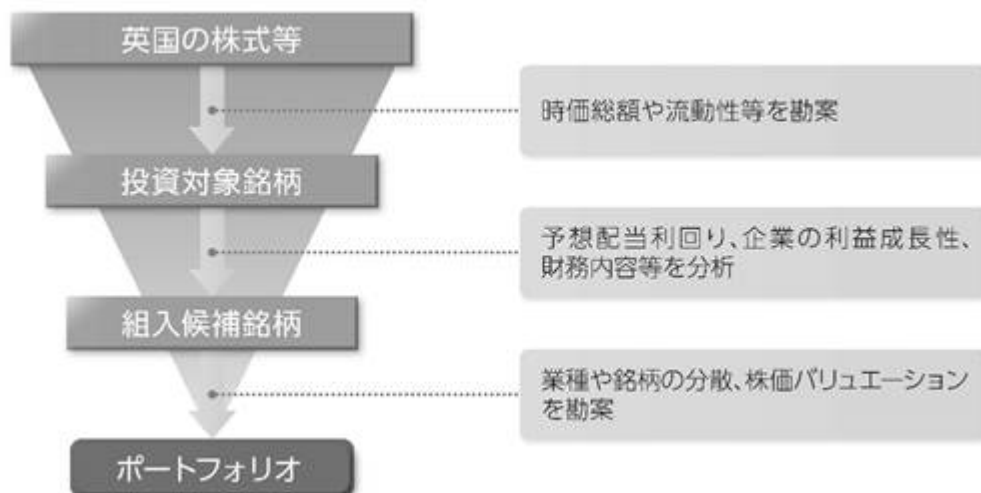 英国の株式等
時価総額や流動性等を勘案
投資対象銘柄
予想配当利回り、企業の利益成長性、
財務内容等を分析
組入候補銘柄
業種や銘柄の分散、株価バリュエーション
を勘案
ポートフォリオ